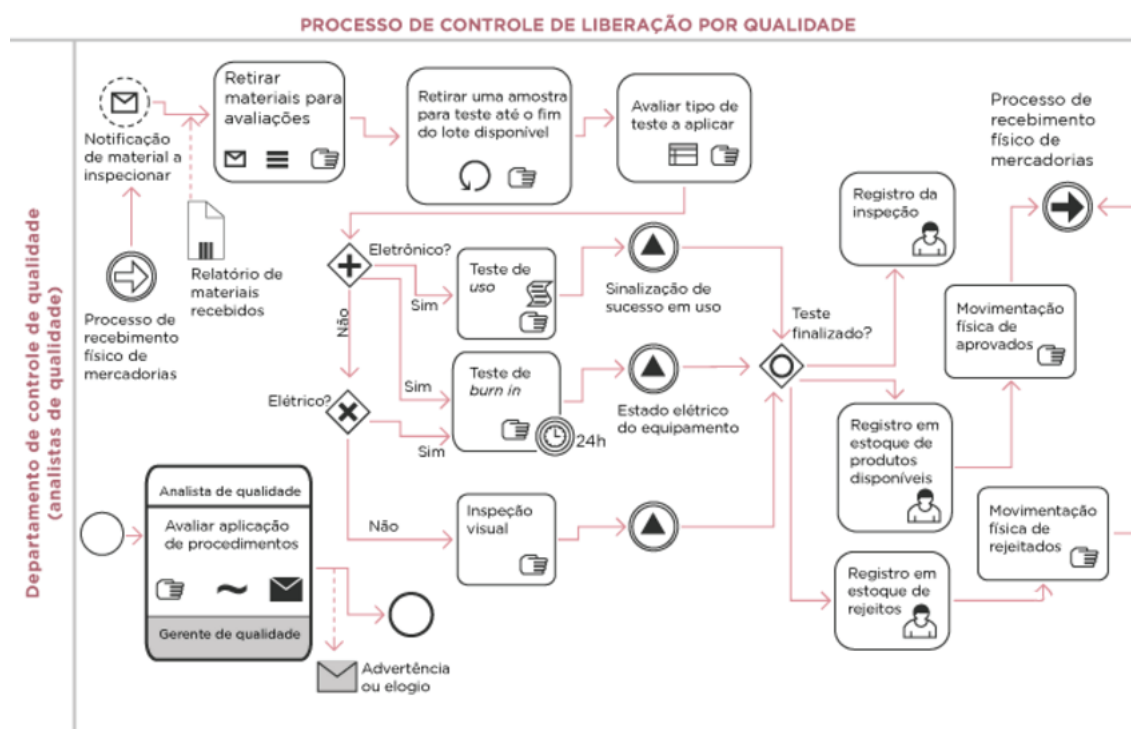 PROCESSO DE CONTROLE DE LIBERAÇÃO POR QUALIDADE
Departamento de controle de qualidade
(analistas de qualidade)
Notificação
de material a
inspecionar
Processo de
recebimento
físico de
mercadorias
Relatório de
materiais
recebidos
Retirar
materiais para
avaliações
Retirar uma amostra
para teste até o fim
do lote disponível
Avaliar tipo de
teste a aplicar
Eletrônico?
Sim
Não
Teste de
uso
Sinalização de
sucesso em uso
Sim
Teste de
burn in
24h
Estado elétrico
do equipamento
Elétrico?
Sim
Não
Inspeção
visual
Teste
finalizado?
Registro da
inspeção
Registro em
estoque de
produtos
disponíveis
Registro em
estoque de
rejeitos
Movimentação
física de
aprovados
Movimentação
física de
rejeitados
Processo de
recebimento
físico de
mercadorias
Analista de qualidade
Avaliar aplicação
de procedimentos
Gerente de qualidade
Advertência
ou elogio